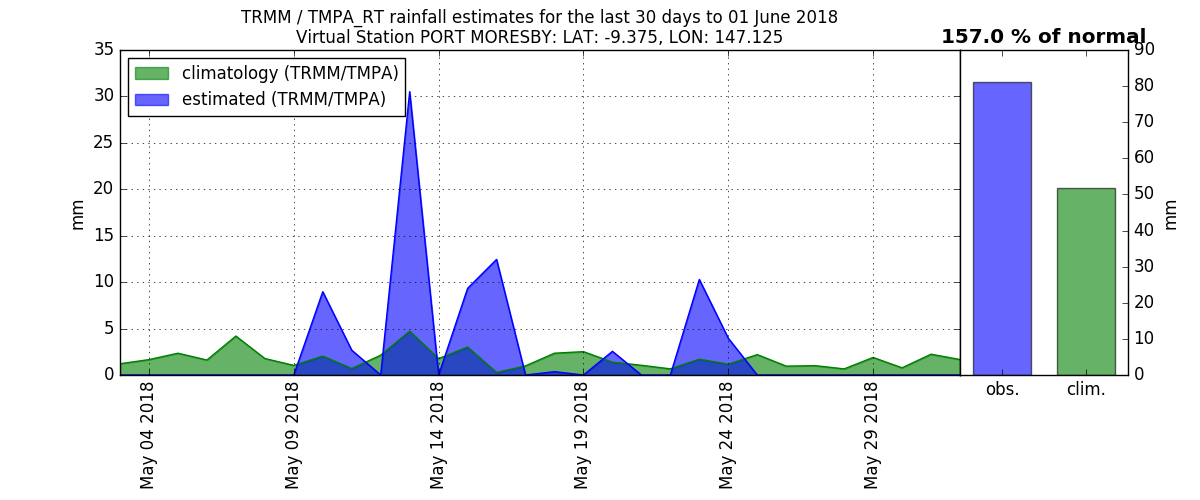 TRMM / TMPA_RT rainfall estimates for the last 30 days to 01 June 2018
Virtual Station PORT MORESBY: LAT: -9.375, LON: 147.125
157.0 % of normal
climatology (TRMM/TMPA)
estimated (TRMM/TMPA)
35
30
25
20
15
10
5
0
mm
May 04 2018
May 09 2018
May 14 2018
May 19 2018
May 24 2018
May 29 2018
obs.
clim.
90
80
70
60
50
40
30
20
10
0
mm